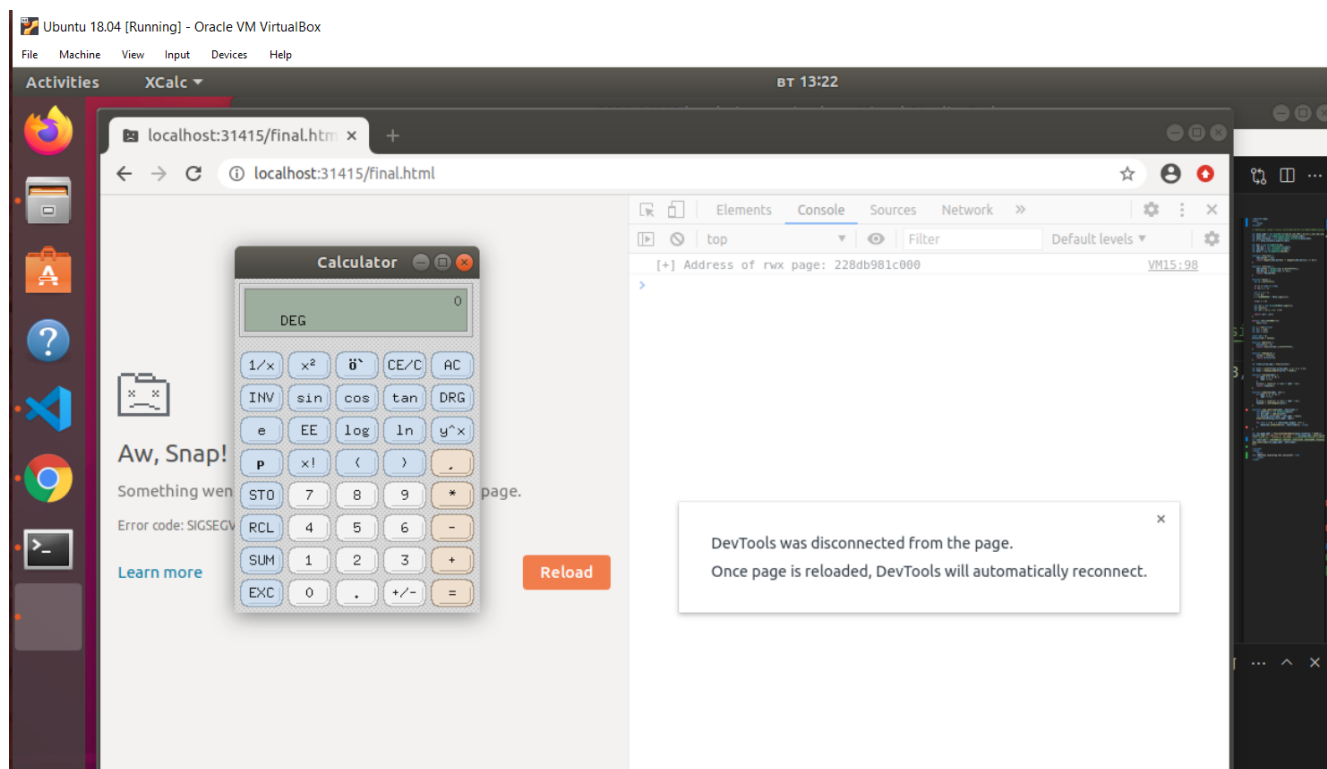 Ubuntu 18.04 [Running] - Oracle VM VirtualBox
File Machine View Input Devices Help
Activities XCalc вт 13:22
localhost:31415/final.htm
localhost:31415/final.html
Elements Console Sources Network
top Filter Default levels
[+] Address of rwx page: 228db981c000 VM15:98
Calculator
0
DEG
1/x x² ö` CE/C AC
INV sin cos tan DRG
e EE log ln y^x
p x! ( ) ,
STO 7 8 9 *
RCL 4 5 6 -
SUM 1 2 3 +
EXC 0 . +/- =
Aw, Snap!
Something wen page.
Error code: SIGSEGV
Learn more Reload
DevTools was disconnected from the page.
Once page is reloaded, DevTools will automatically reconnect.